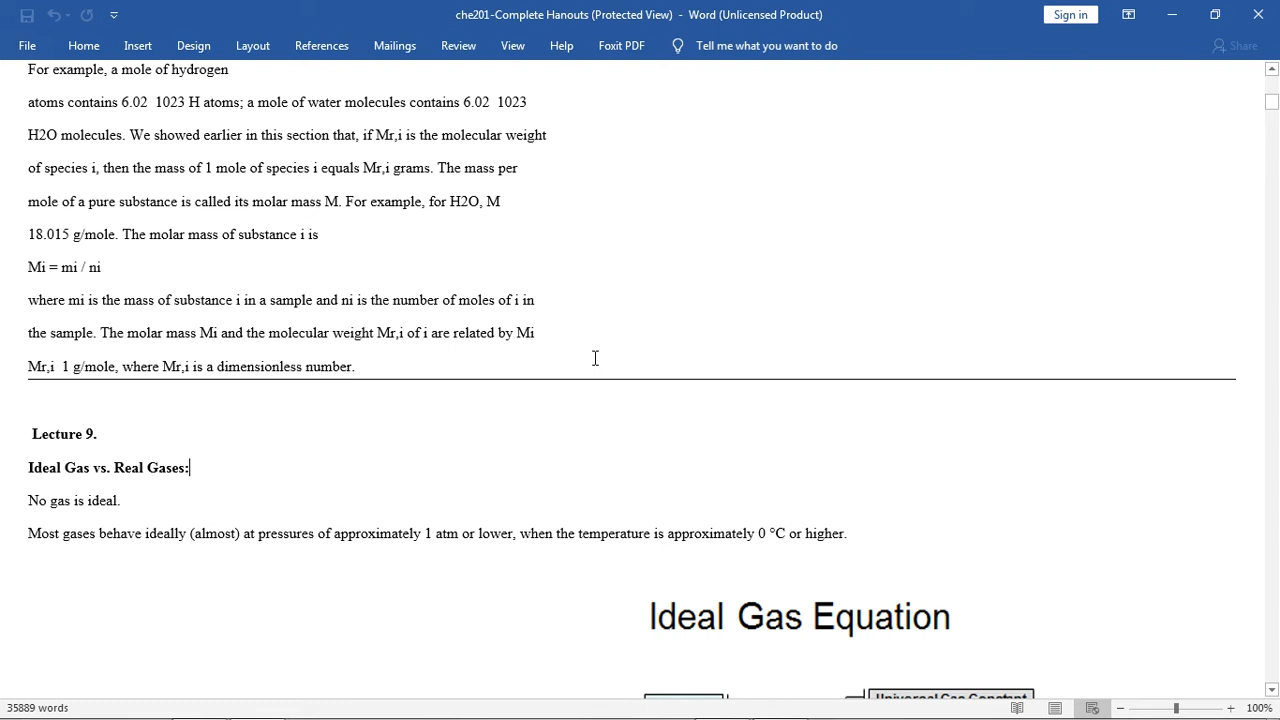 che201-Complete Hanouts (Protected View) - Word (Unlicensed Product)
Sign in
File Home Insert Design Layout References Mailings Review View Help Foxit PDF Tell me what you want to do Share
For example, a mole of hydrogen
atoms contains 6.02 1023 H atoms; a mole of water molecules contains 6.02 1023
H2O molecules. We showed earlier in this section that, if Mr,i is the molecular weight
of species i, then the mass of 1 mole of species i equals Mr,i grams. The mass per
mole of a pure substance is called its molar mass M. For example, for H2O, M
18.015 g/mole. The molar mass of substance i is
Mi = mi / ni
where mi is the mass of substance i in a sample and ni is the number of moles of i in
the sample. The molar mass Mi and the molecular weight Mr,i of i are related by Mi
Mr,i 1 g/mole, where Mr,i is a dimensionless number.
Lecture 9.
Ideal Gas vs. Real Gases:
No gas is ideal.
Most gases behave ideally (almost) at pressures of approximately 1 atm or lower, when the temperature is approximately 0 °C or higher.
Ideal Gas Equation
Universal Gas Constant
35889 words
100%